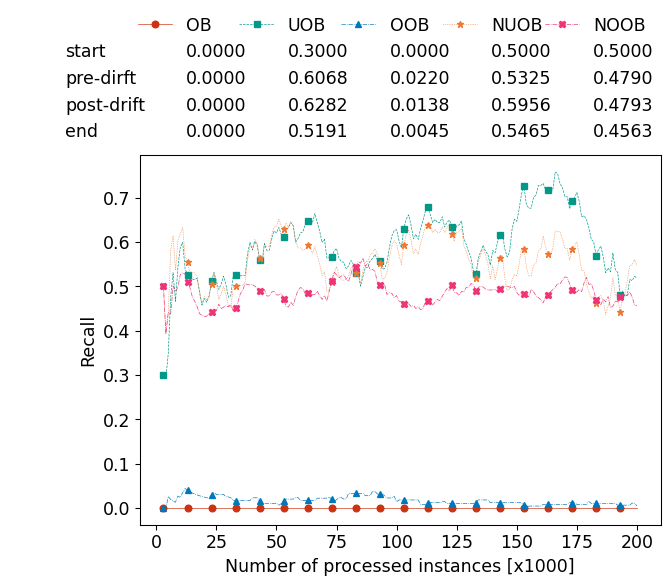 OB UOB OOB NUOB NOOB
start 0.0000 0.3000 0.0000 0.5000 0.5000
pre-dirft 0.0000 0.6068 0.0220 0.5325 0.4790
post-drift 0.0000 0.6282 0.0138 0.5956 0.4793
end 0.0000 0.5191 0.0045 0.5465 0.4563
0.7
0.6
0.5
0.4
0.3
0.2
0.1
0.0
Recall
0 25 50 75 100 125 150 175 200
Number of processed instances [x1000]